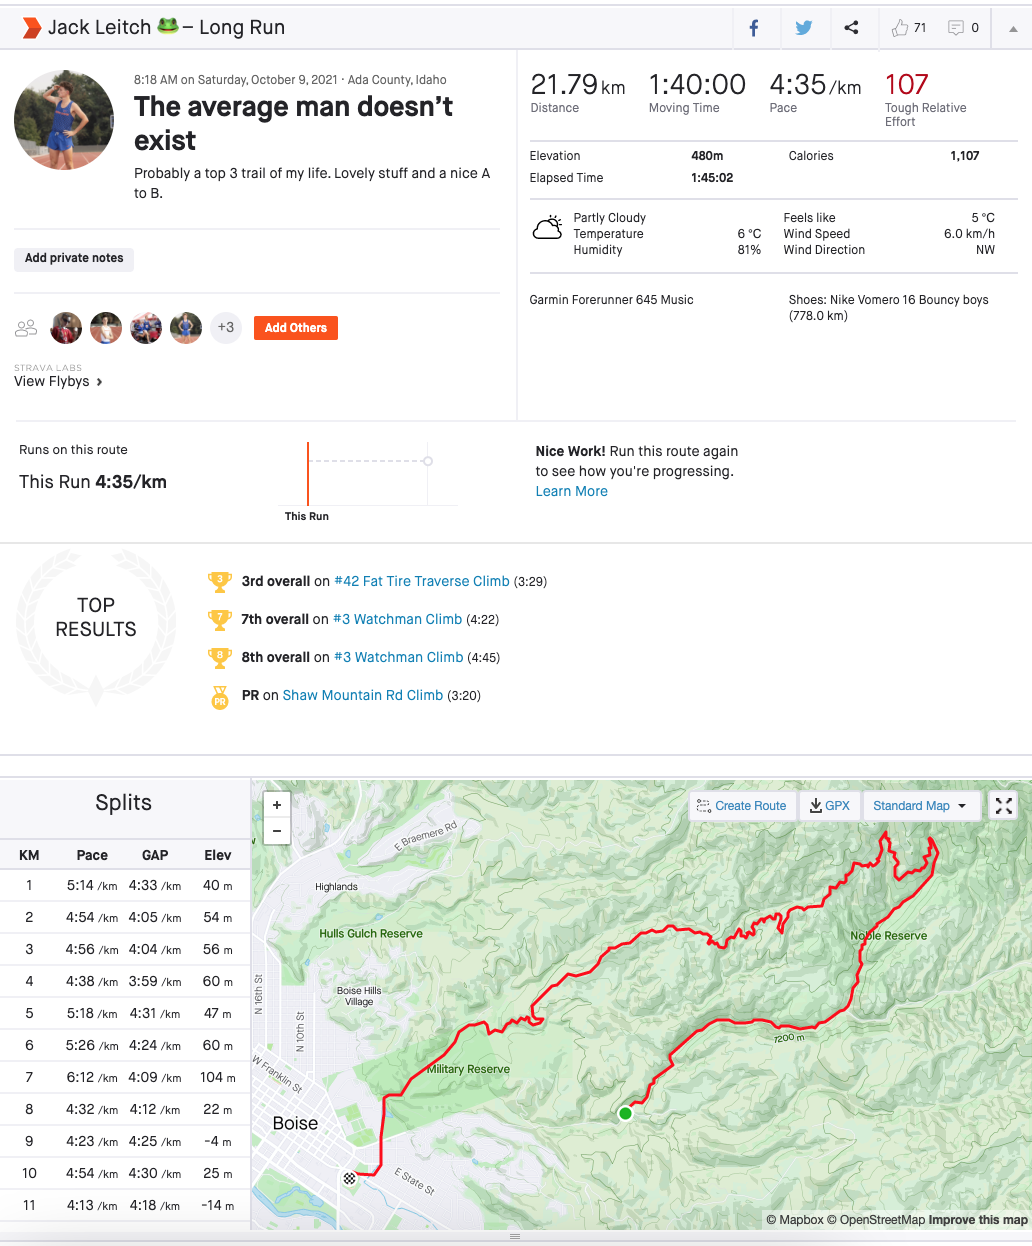 Jack Leitch 🐸 – Long Run
71
0
8:18 AM on Saturday, October 9, 2021 · Ada County, Idaho
The average man doesn't
exist
Probably a top 3 trail of my life. Lovely stuff and a nice A
to B.
Add private notes
+3
Add Others
STRAVA LABS
View Flybys
21.79 km
1:40:00
4:35 /km
107
Distance
Moving Time
Pace
Tough Relative
Effort
Elevation
480m
Calories
1,107
Elapsed Time
1:45:02
Partly Cloudy
Feels like
5 °C
Temperature
6 °C
Wind Speed
6.0 km/h
Humidity
81%
Wind Direction
NW
Garmin Forerunner 645 Music
Shoes: Nike Vomero 16 Bouncy boys
(778.0 km)
Runs on this route
This Run 4:35/km
This Run
Nice Work! Run this route again
to see how you're progressing.
Learn More
TOP
RESULTS
3
3rd overall on #42 Fat Tire Traverse Climb (3:29)
7
7th overall on #3 Watchman Climb (4:22)
8
8th overall on #3 Watchman Climb (4:45)
PR
PR on Shaw Mountain Rd Climb (3:20)
Splits
KM Pace GAP Elev
1 5:14 /km 4:33 /km 40 m
2 4:54 /km 4:05 /km 54 m
3 4:56 /km 4:04 /km 56 m
4 4:38 /km 3:59 /km 60 m
5 5:18 /km 4:31 /km 47 m
6 5:26 /km 4:24 /km 60 m
7 6:12 /km 4:09 /km 104 m
8 4:32 /km 4:12 /km 22 m
9 4:23 /km 4:25 /km -4 m
10 4:54 /km 4:30 /km 25 m
11 4:13 /km 4:18 /km -14 m
+
−
Create Route
GPX
Standard Map
E Braemere Rd
Highlands
Hulls Gulch Reserve
Noble Reserve
Boise Hills
Village
N 16th St
N 10th St
7200 m
W Franklin St
Military Reserve
Boise
E State St
© Mapbox © OpenStreetMap Improve this map